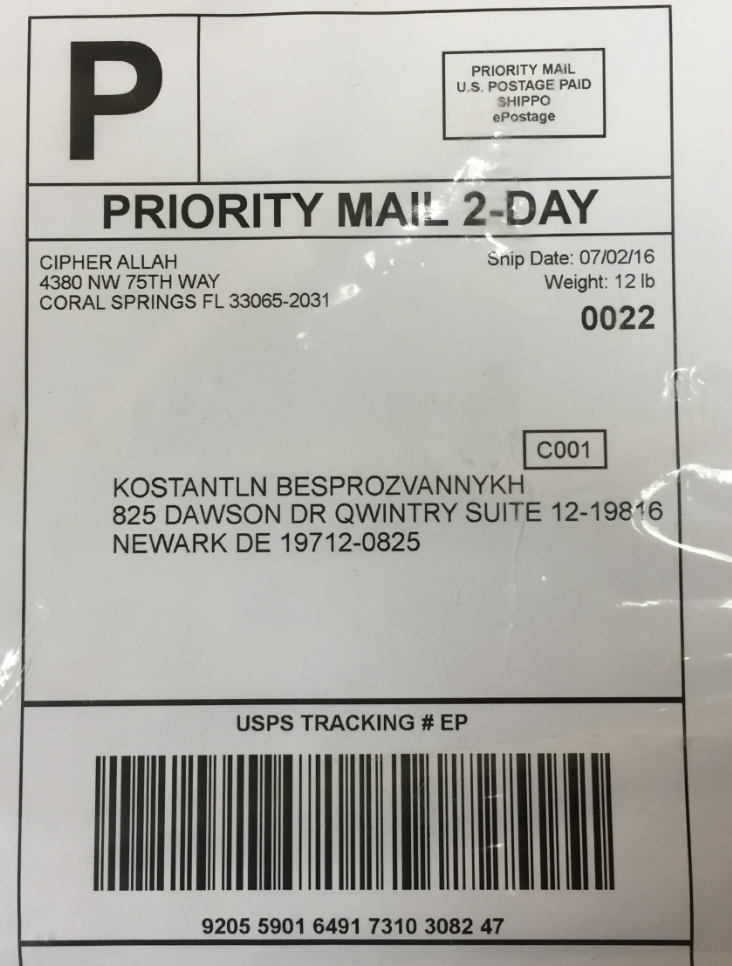 P
PRIORITY MAIL
U.S. POSTAGE PAID
SHIPPO
ePostage
PRIORITY MAIL 2-DAY
CIPHER ALLAH
4380 NW 75TH WAY
CORAL SPRINGS FL 33065-2031
Ship Date: 07/02/16
Weight: 12 lb
0022
C001
KOSTANTLN BESPROZVANNYKH
825 DAWSON DR QWINTRY SUITE 12-19816
NEWARK DE 19712-0825
USPS TRACKING # EP
9205 5901 6491 7310 3082 47